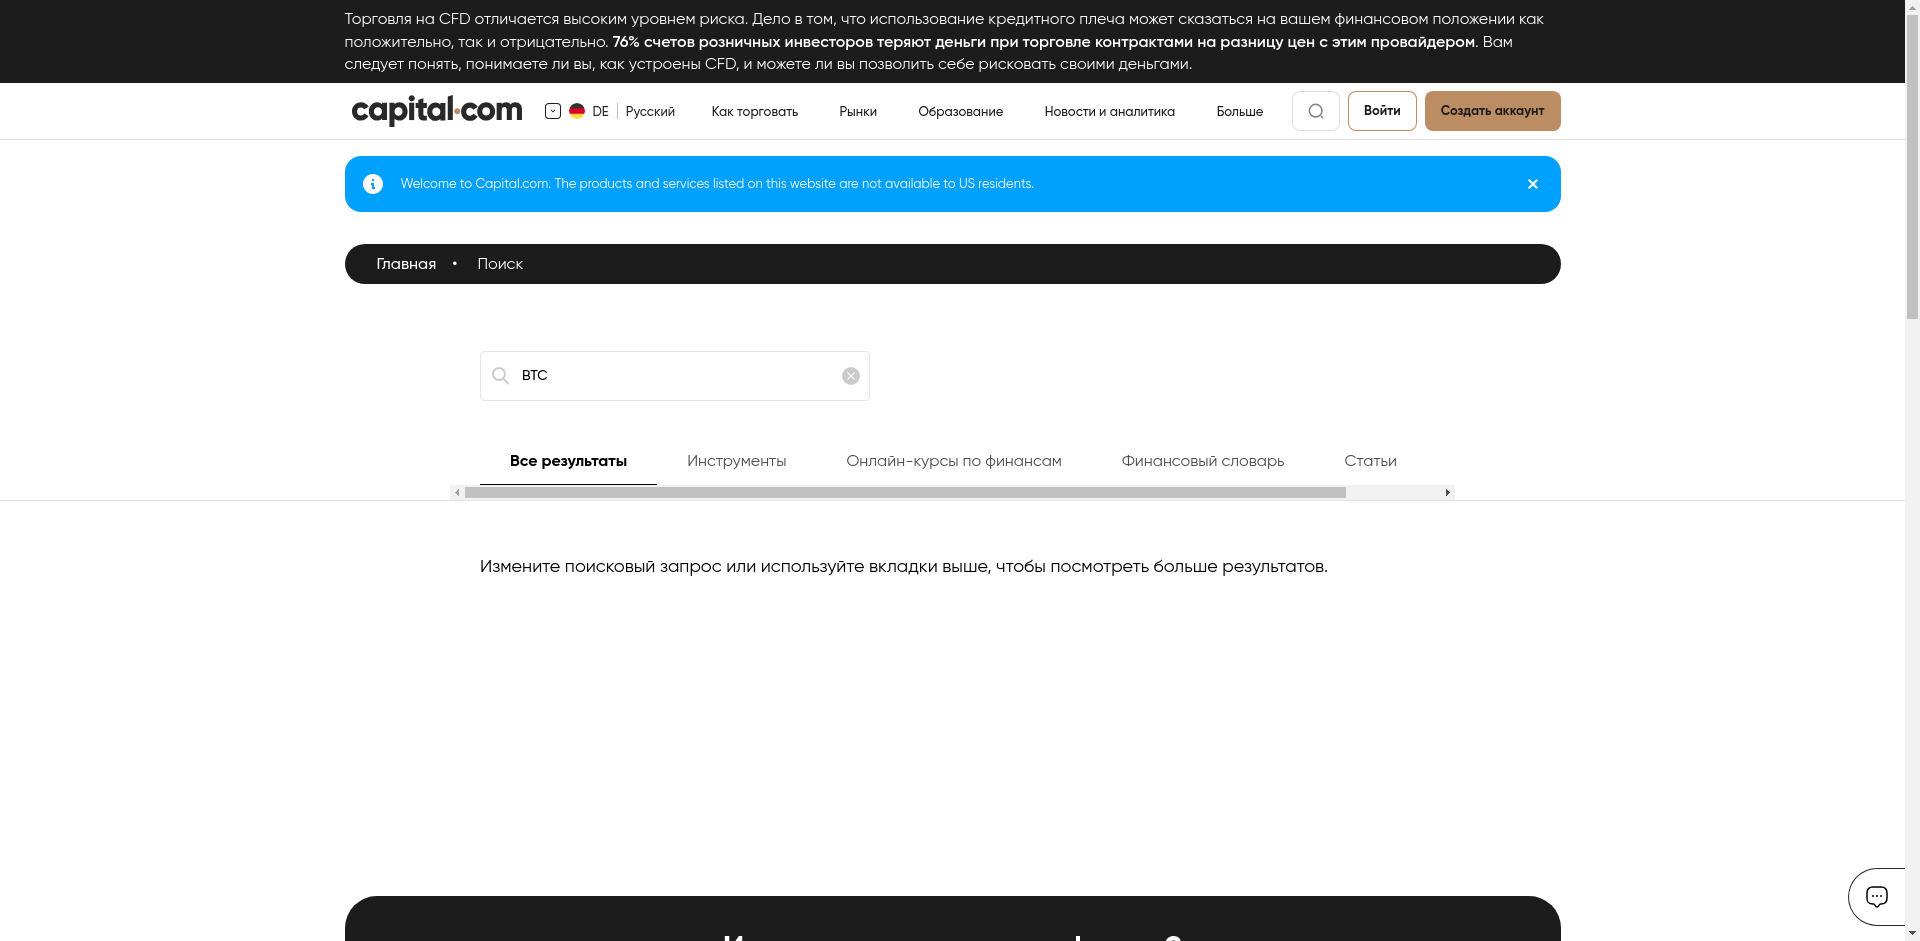 Торговля на CFD отличается высоким уровнем риска. Дело в том, что использование кредитного плеча может сказаться на вашем финансовом положении как
положительно, так и отрицательно. 76% счетов розничных инвесторов теряют деньги при торговле контрактами на разницу цен с этим провайдером. Вам
следует понять, понимаете ли вы, как устроены CFD, и можете ли вы позволить себе рисковать своими деньгами.
capital.com DE Русский Как торговать Рынки Образование Новости и аналитика Больше Войти Создать аккаунт
Welcome to Capital.com. The products and services listed on this website are not available to US residents.
Главная • Поиск
BTC
Все результаты Инструменты Онлайн-курсы по финансам Финансовый словарь Статьи
Измените поисковый запрос или используйте вкладки выше, чтобы посмотреть больше результатов.